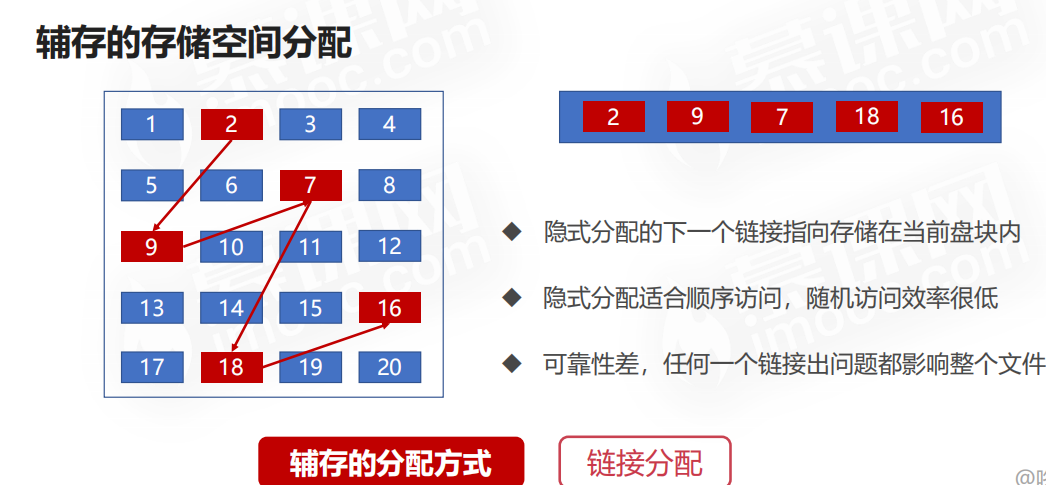 辅存的存储空间分配
1 2 3 4
2 9 7 18 16
5 6 7 8
9 10 11 12
隐式分配的下一个链接指向存储在当前盘块内
13 14 15 16
隐式分配适合顺序访问，随机访问效率很低
17 18 19 20
可靠性差，任何一个链接出问题都影响整个文件
辅存的分配方式
链接分配
慕课网
imooc.com